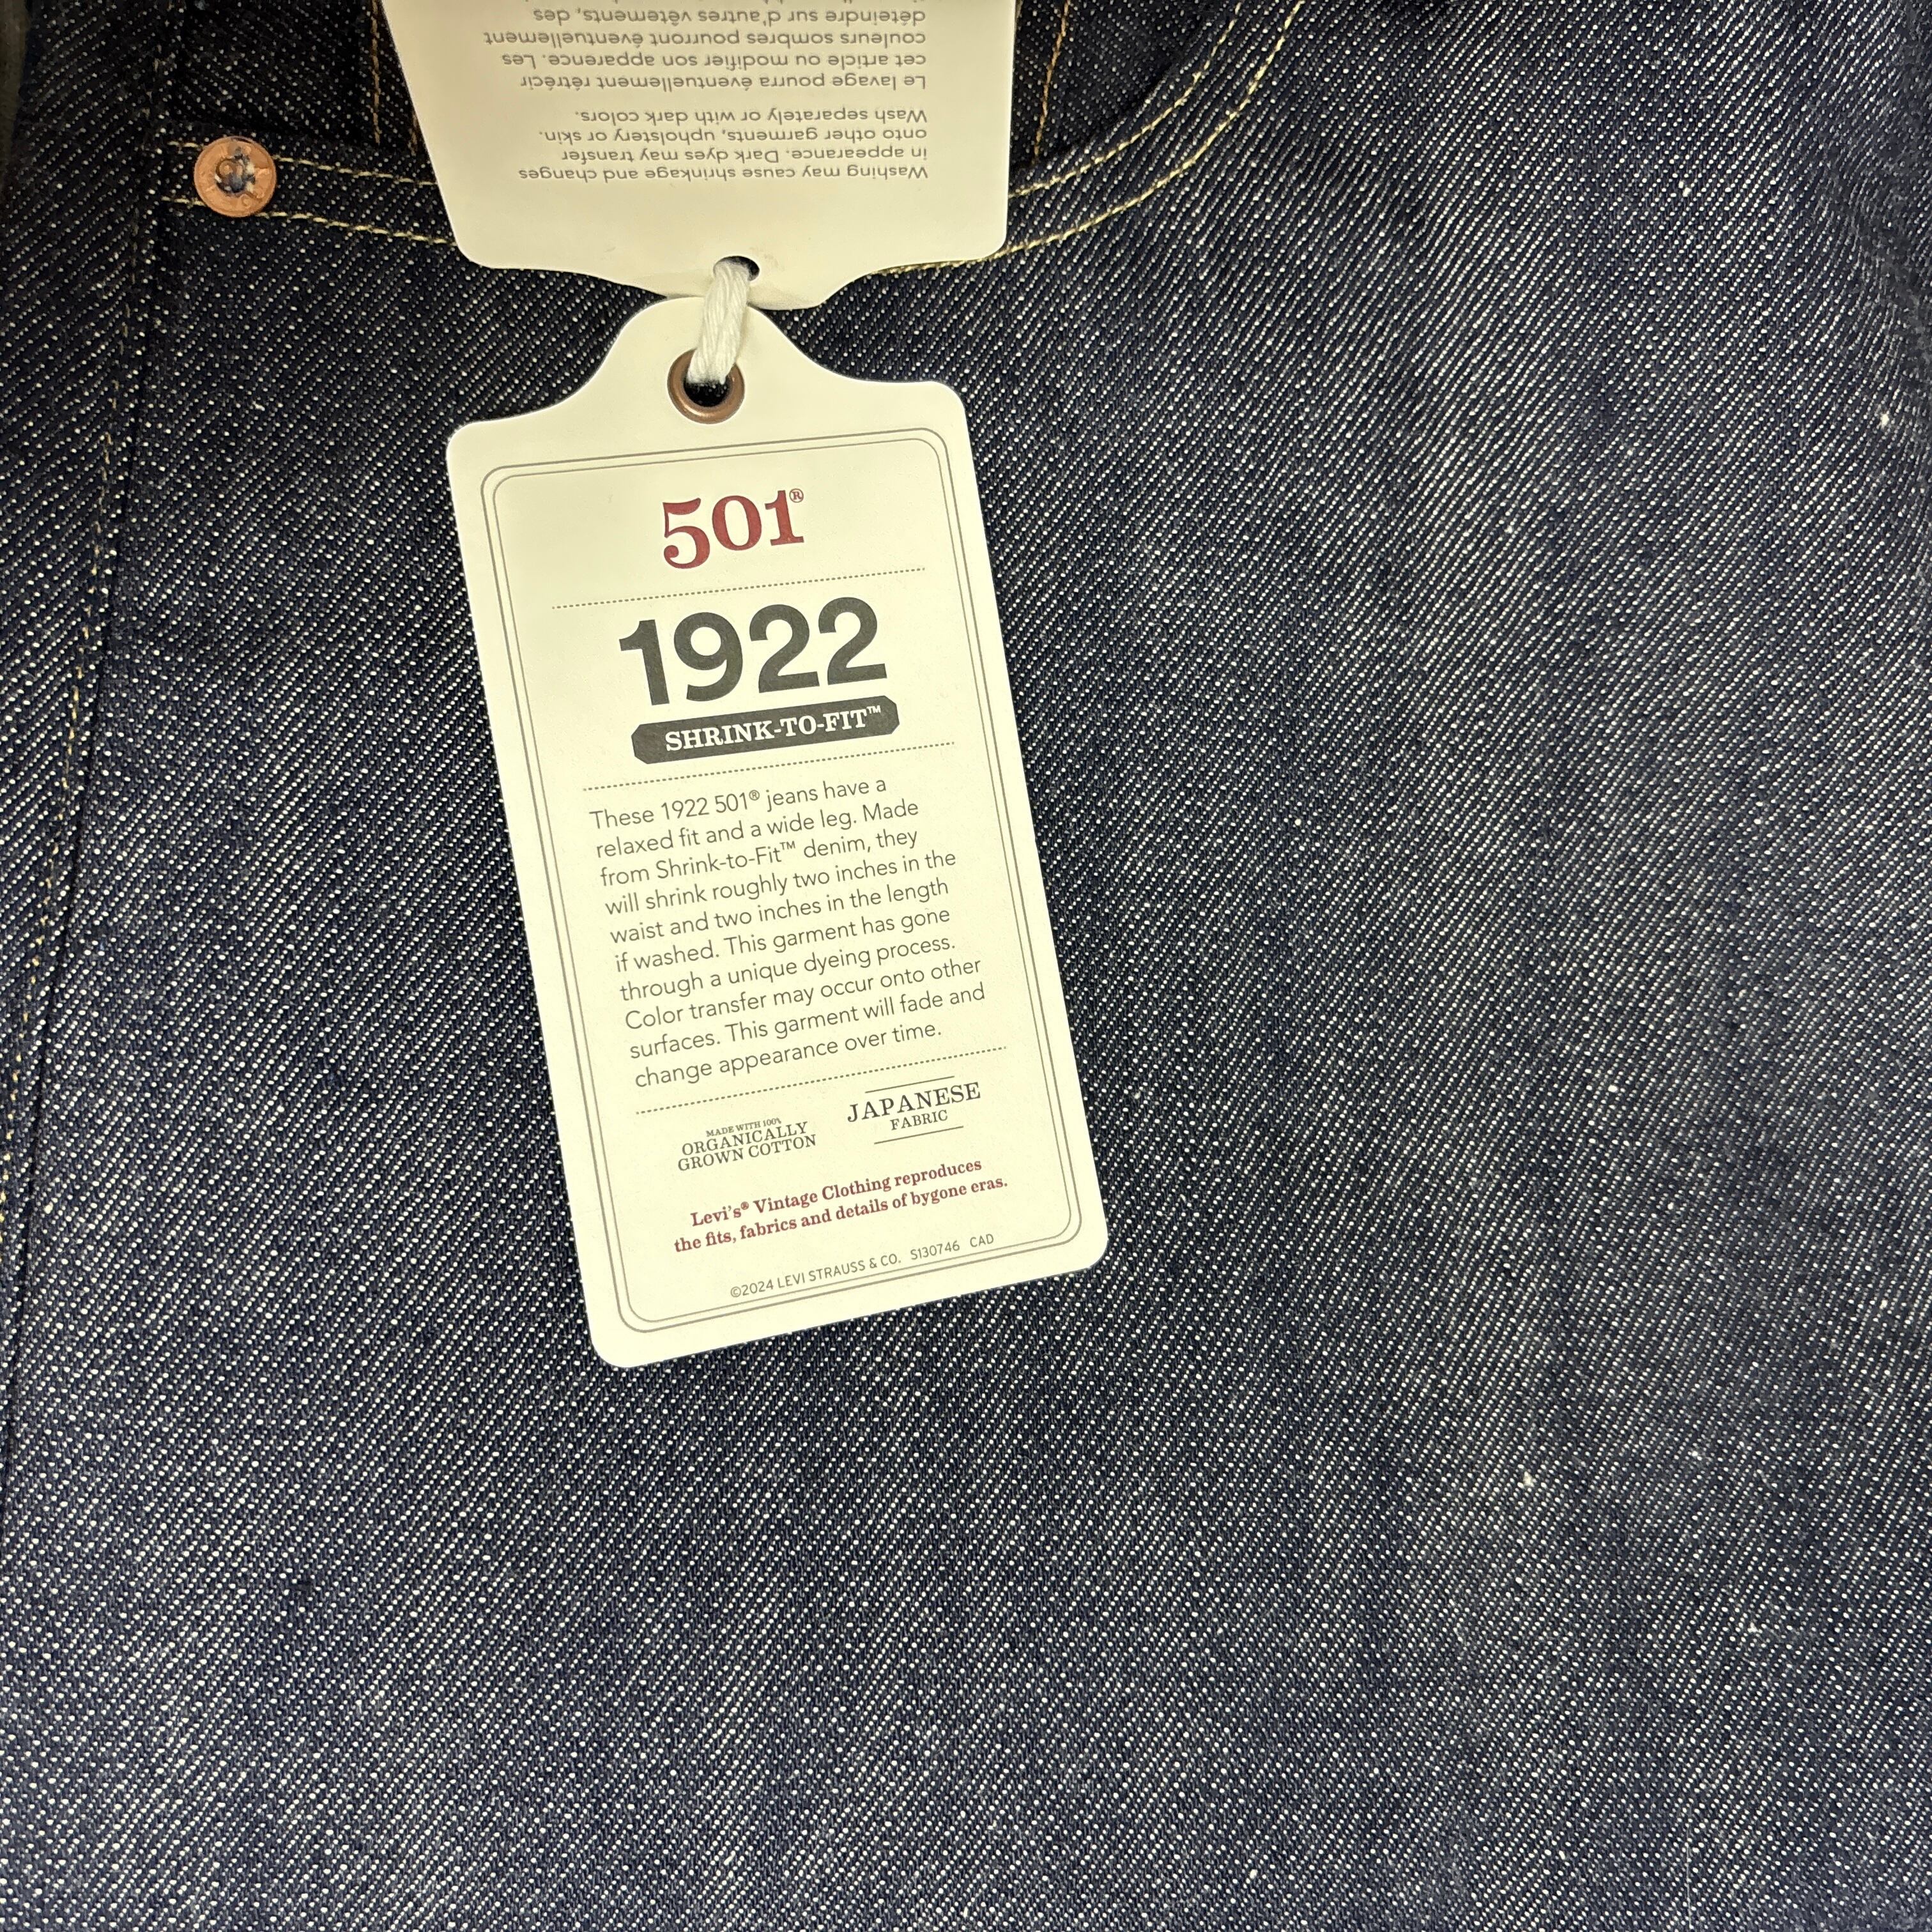 Washing may cause shrinkage and changes
in appearance. Dark dyes may transfer
onto other garments, upholstery or skin.
Wash separately or with dark colors.
Le lavage pourra éventuellement rétrécir
cet article ou modifier son apparence. Les
couleurs sombres pourront éventuellement
déteindre sur d'autres vêtements, des
501®
1922
SHRINK-TO-FIT™
These 1922 501® jeans have a
relaxed fit and a wide leg. Made
from Shrink-to-Fit™ denim, they
will shrink roughly two inches in the
waist and two inches in the length
if washed. This garment has gone
through a unique dyeing process.
Color transfer may occur onto other
surfaces. This garment will fade and
change appearance over time.
MADE WITH 100%
ORGANICALLY
GROWN COTTON
JAPANESE
FABRIC
Levi's® Vintage Clothing reproduces
the fits, fabrics and details of bygone eras.
©2024 LEVI STRAUSS & CO. S130746 CAD